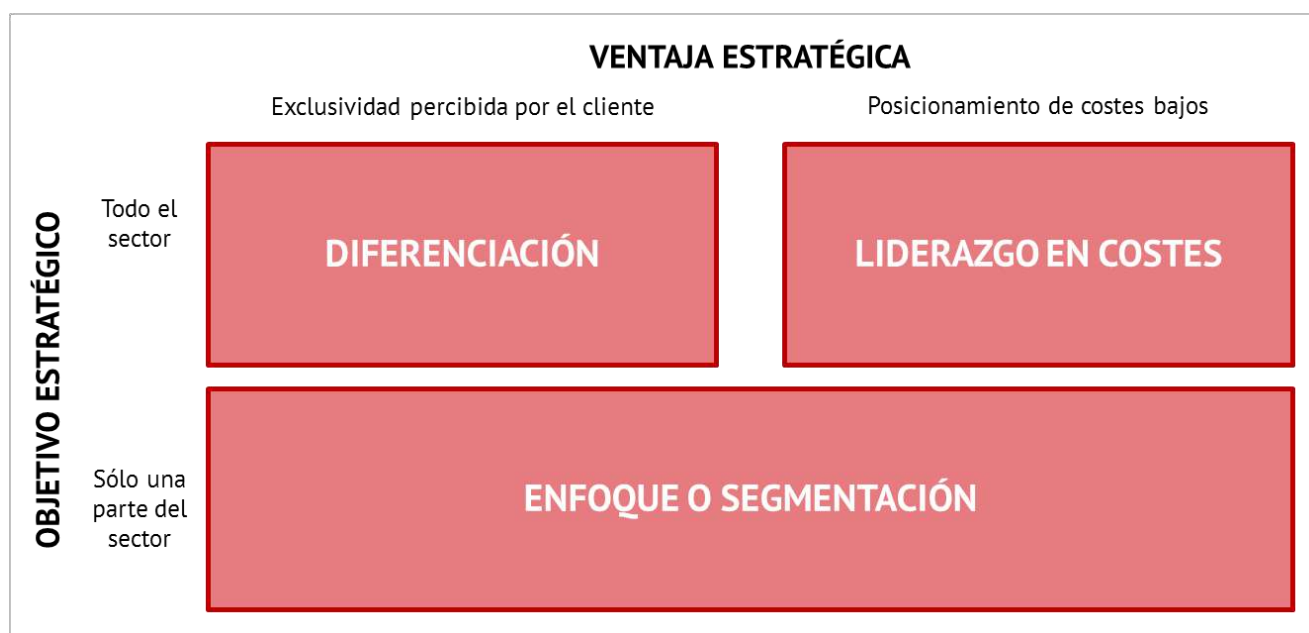 VENTAJA ESTRATÉGICA
Exclusividad percibida por el cliente
Posicionamiento de costes bajos
OBJETIVO ESTRATÉGICO
Todo el
sector
DIFERENCIACIÓN
LIDERAZGO EN COSTES
Sólo una
parte del
sector
ENFOQUE O SEGMENTACIÓN